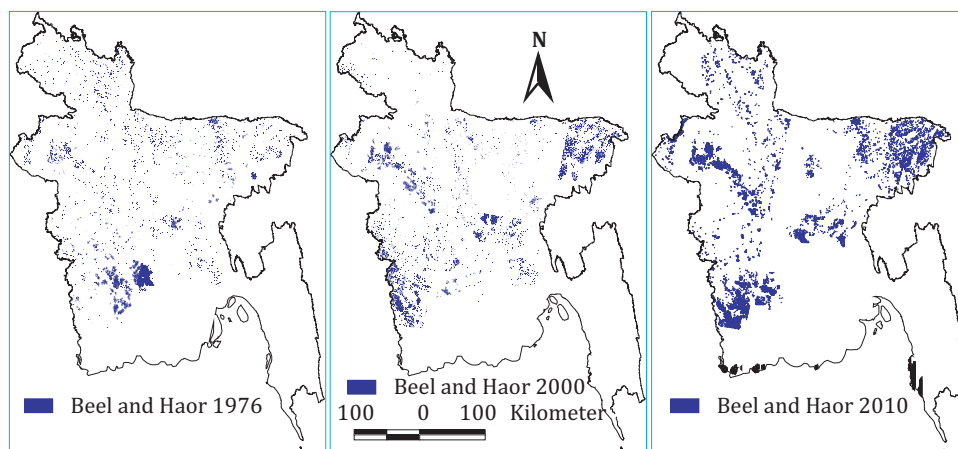 N
Beel and Haor 1976
Beel and Haor 2000
100 0 100 Kilometer
Beel and Haor 2010